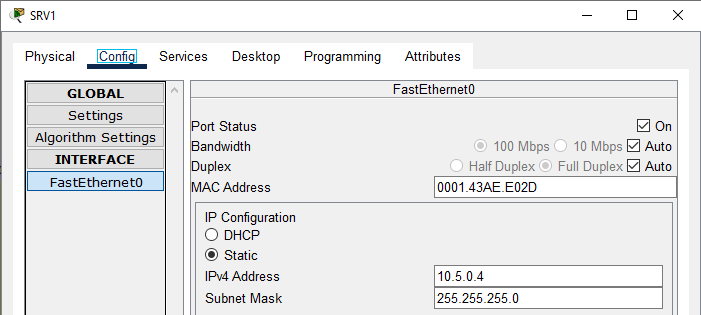 SRV1
Physical Config Services Desktop Programming Attributes
GLOBAL
Settings
Algorithm Settings
INTERFACE
FastEthernet0
FastEthernet0
Port Status On
Bandwidth 100 Mbps 10 Mbps Auto
Duplex Half Duplex Full Duplex Auto
MAC Address 0001.43AE.E02D
IP Configuration
DHCP
Static
IPv4 Address 10.5.0.4
Subnet Mask 255.255.255.0